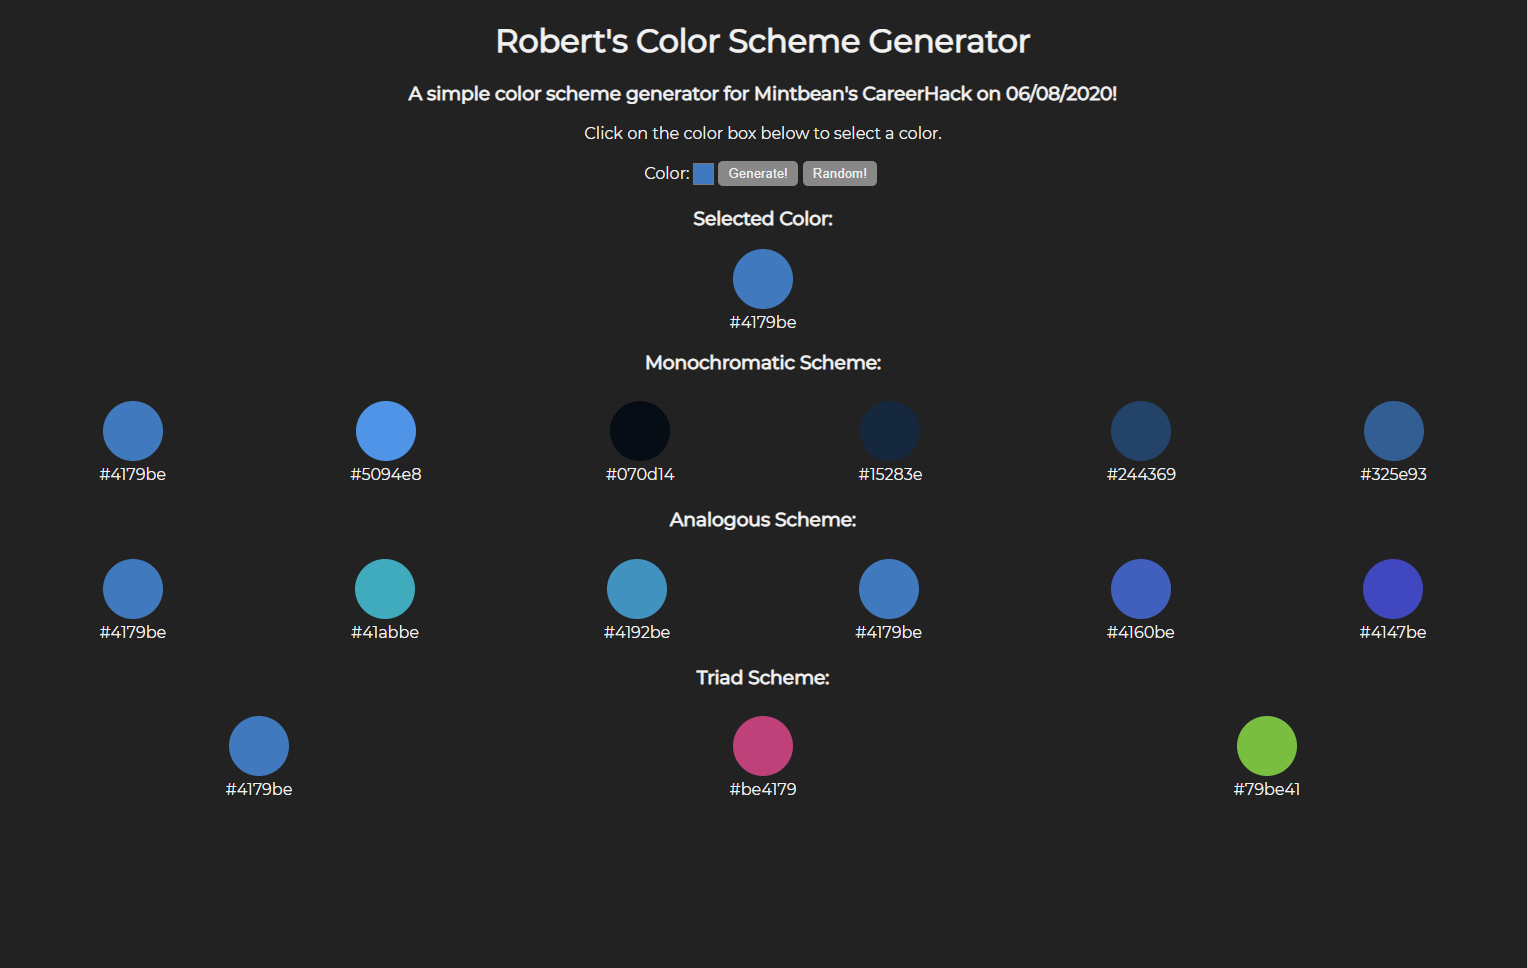 Robert's Color Scheme Generator
A simple color scheme generator for Mintbean's CareerHack on 06/08/2020!
Click on the color box below to select a color.
Color: Generate! Random!
Selected Color:
#4179be
Monochromatic Scheme:
#4179be #5094e8 #070d14 #15283e #244369 #325e93
Analogous Scheme:
#4179be #41abbe #4192be #4179be #4160be #4147be
Triad Scheme:
#4179be #be4179 #79be41